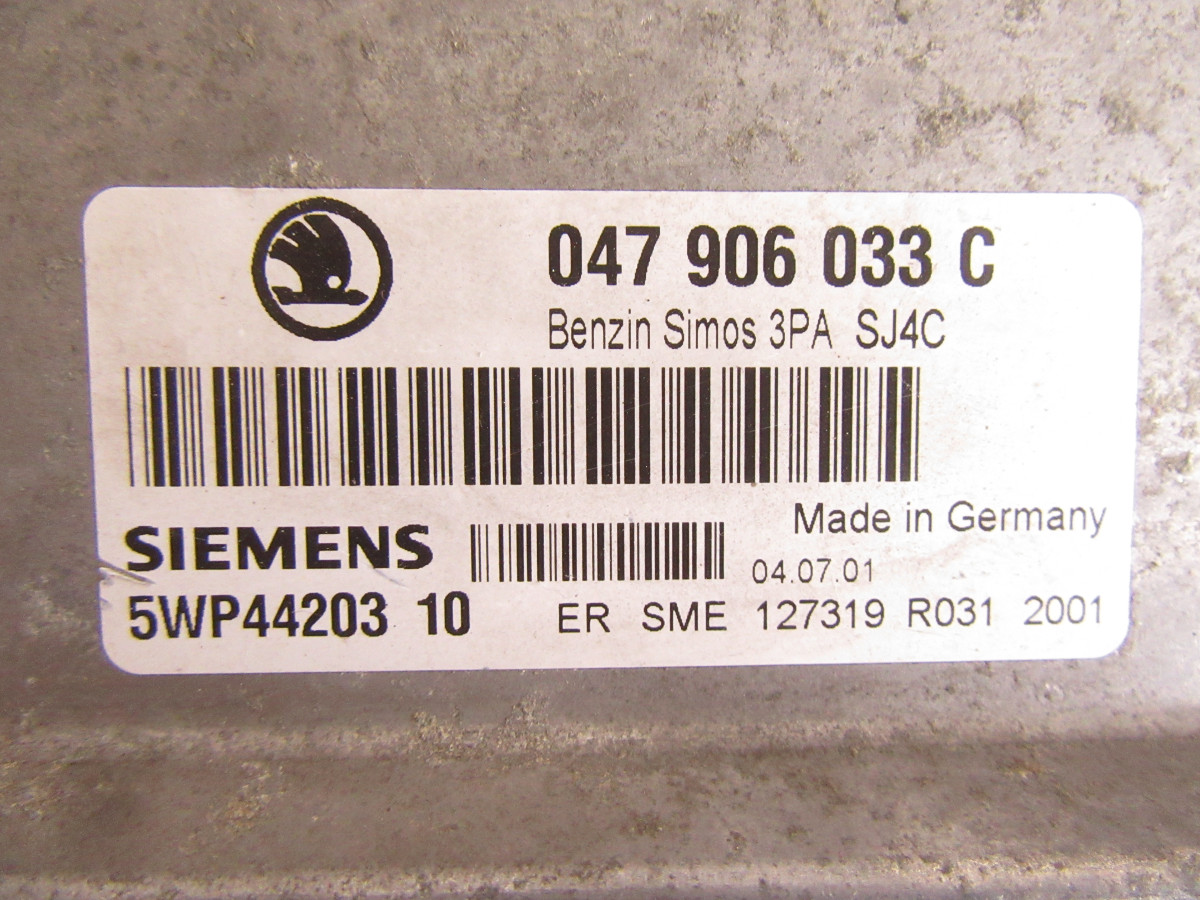 047 906 033 C
Benzin Simos 3PA SJ4C
Made in Germany
SIEMENS
04.07.01
5WP44203 10
ER SME 127319 R031 2001